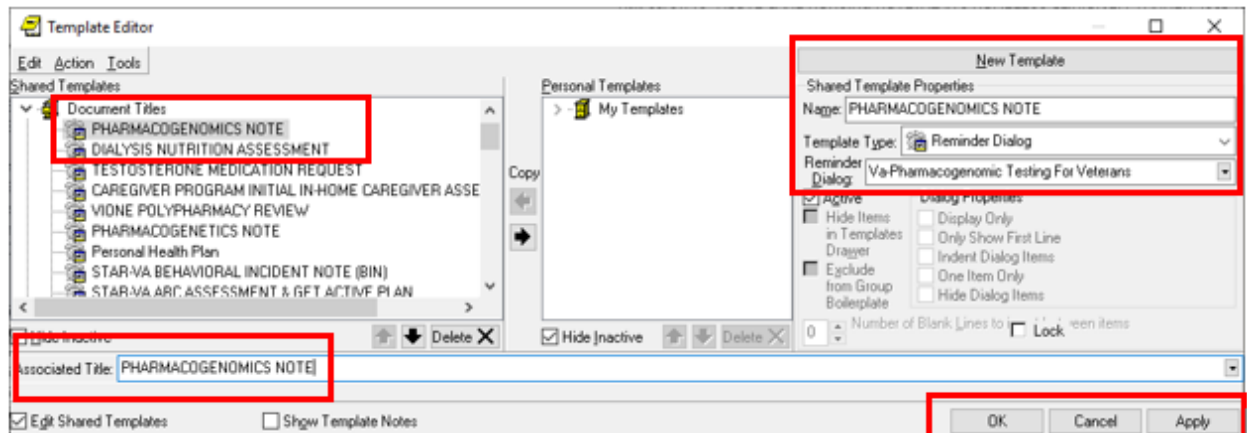 Template Editor
Edit Action Tools
New Template
Shared Templates
Personal Templates
Shared Template Properties
Document Titles
My Templates
Name: PHARMACOGENOMICS NOTE
PHARMACOGENOMICS NOTE
DIALYSIS NUTRITION ASSESSMENT
Template Type: Reminder Dialog
TESTOSTERONE MEDICATION REQUEST
Copy
Reminder Dialog: Va-Pharmacogenomic Testing For Veterans
CAREGIVER PROGRAM INITIAL IN-HOME CAREGIVER ASSE
VIONE POLYPHARMACY REVIEW
PHARMACOGENETICS NOTE
Personal Health Plan
STAR-VA BEHAVIORAL INCIDENT NOTE (BIN)
STAR-VA ABC ASSESSMENT & GET ACTIVE PLAN
Active
Dialog Properties
Hide Items in Templates Drawer
Display Only
Only Show First Line
Indent Dialog Items
Exclude from Group Boilerplate
One Item Only
Hide Dialog Items
Hide Inactive
Delete
Hide Inactive
Delete
0
Number of Blank Lines to
Lock
een items
Associated Title: PHARMACOGENOMICS NOTE
Edit Shared Templates
Show Template Notes
OK
Cancel
Apply